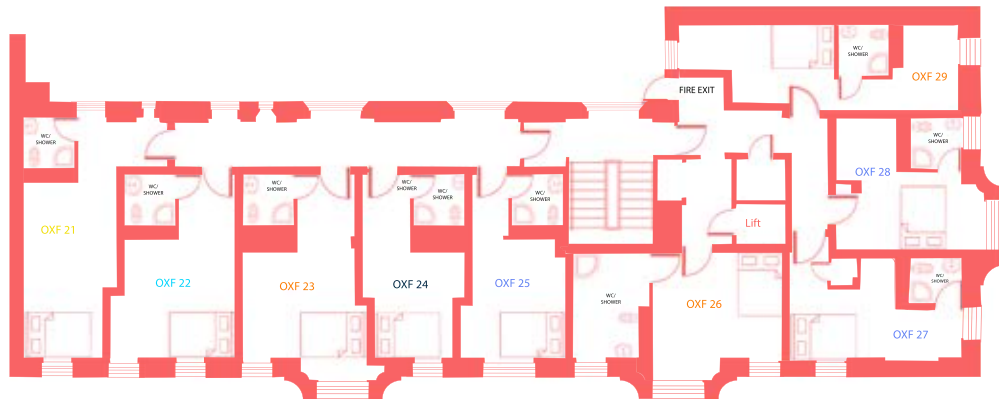 WC/
SHOWER
OXF 29
FIRE EXIT
WC/
SHOWER
WC/
SHOWER
OXF 28
WC/
SHOWER
WC/
SHOWER
WC/
SHOWER
WC/
SHOWER
WC/
SHOWER
Lift
OXF 21
OXF 22
OXF 23
OXF 24
OXF 25
WC/
SHOWER
OXF 26
WC/
SHOWER
OXF 27